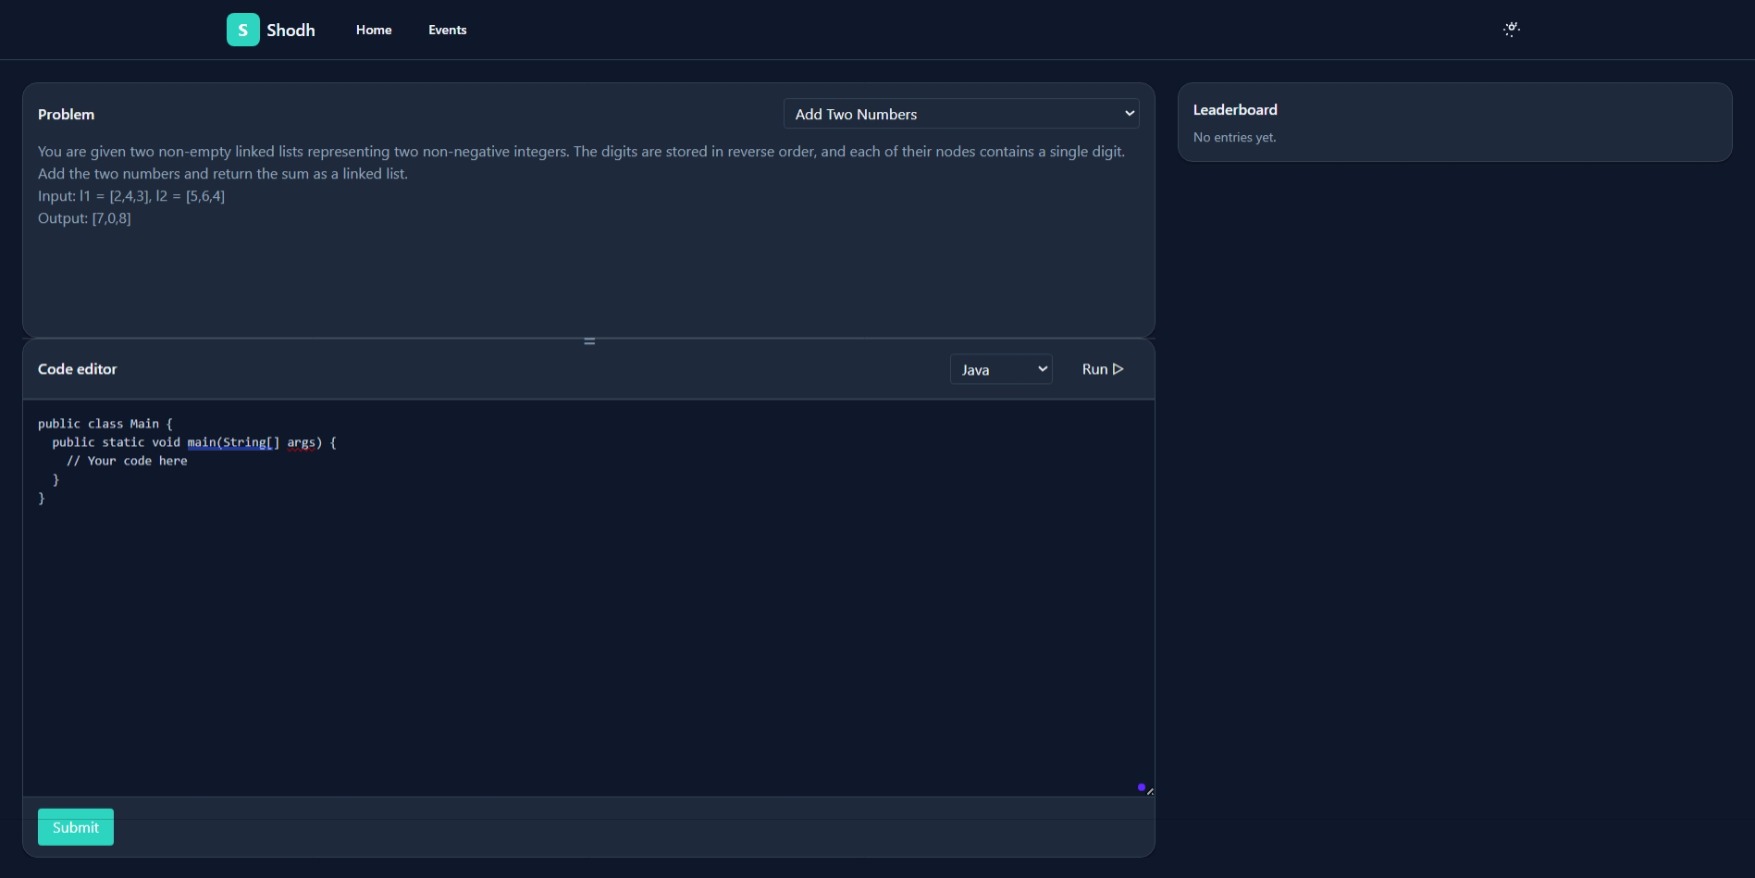 S Shodh Home Events
Problem Add Two Numbers
You are given two non-empty linked lists representing two non-negative integers. The digits are stored in reverse order, and each of their nodes contains a single digit.
Add the two numbers and return the sum as a linked list.
Input: l1 = [2,4,3], l2 = [5,6,4]
Output: [7,0,8]
Code editor Java Run
public class Main {
  public static void main(String[] args) {
    // Your code here
  }
}
Submit
Leaderboard
No entries yet.